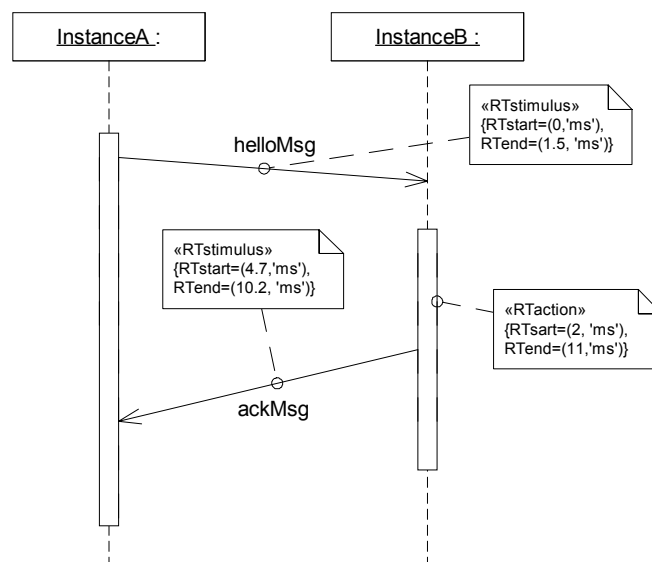 InstanceA :
InstanceB :
«RTstimulus»
{RTstart=(0,'ms'),
RTend=(1.5, 'ms')}
helloMsg
«RTstimulus»
{RTstart=(4.7,'ms'),
RTend=(10.2, 'ms')}
«RTaction»
{RTsart=(2, 'ms'),
RTend=(11,'ms')}
ackMsg